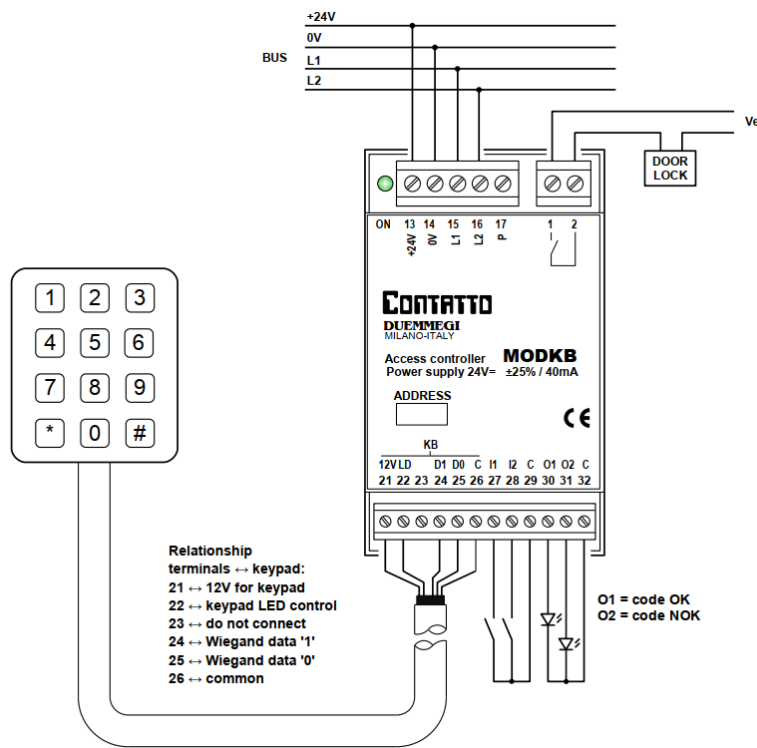 +24V
0V
BUS
L1
L2
Ve
DOOR
LOCK
ON 13 14 15 16 17 1 2
+24V 0V L1 L2 P
1 2 3
4 5 6
7 8 9
* 0 #
CONTATTO
DUEMMEGI
MILANO-ITALY
Access controller MODKB
Power supply 24V= ±25% / 40mA
ADDRESS
CE
KB
12V LD D1 D0 C I1 I2 C O1 O2 C
21 22 23 24 25 26 27 28 29 30 31 32
Relationship
terminals ↔ keypad:
21 ↔ 12V for keypad
22 ↔ keypad LED control
23 ↔ do not connect
24 ↔ Wiegand data '1'
25 ↔ Wiegand data '0'
26 ↔ common
O1 = code OK
O2 = code NOK